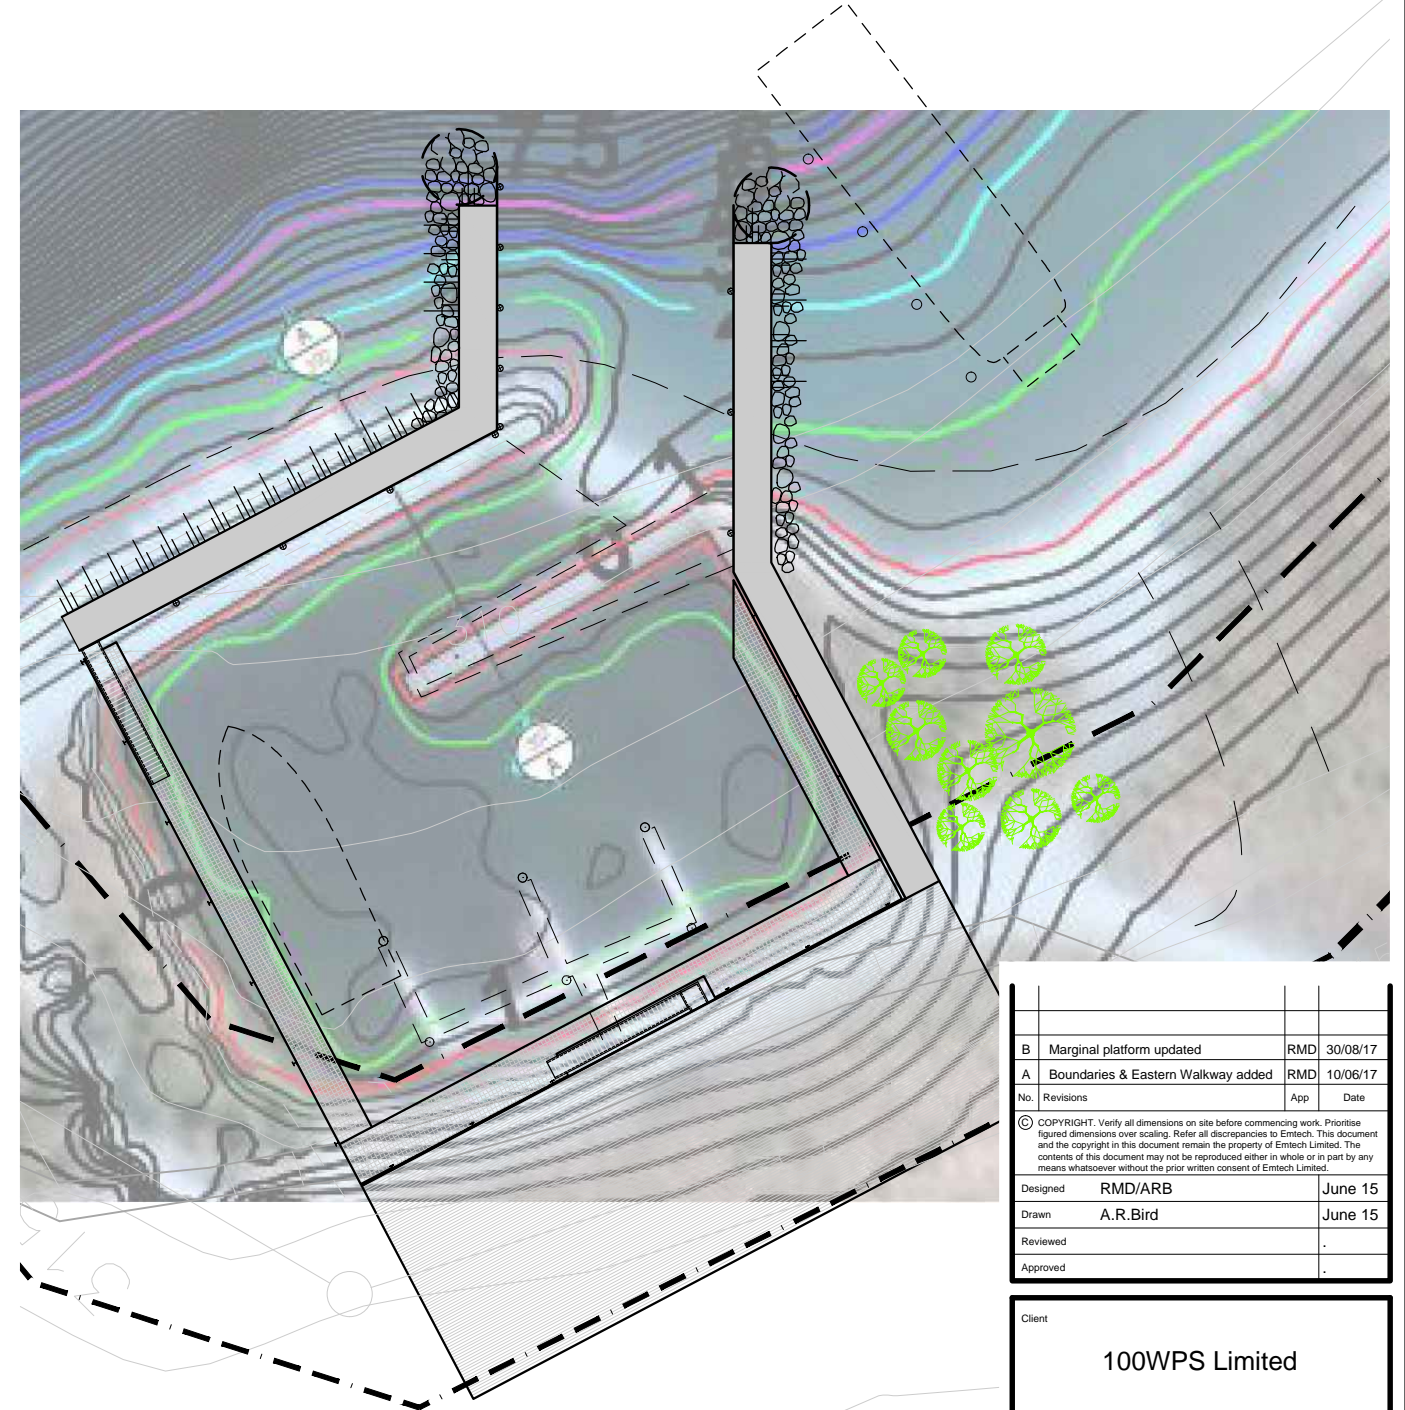 B Marginal platform updated RMD 30/08/17
A Boundaries & Eastern Walkway added RMD 10/06/17
No. Revisions App Date
C COPYRIGHT. Verify all dimensions on site before commencing work. Prioritise
figured dimensions over scaling. Refer all discrepancies to Emtech. This document
and the copyright in this document remain the property of Emtech Limited. The
contents of this document may not be reproduced either in whole or in part by any
means whatsoever without the prior written consent of Emtech Limited.
Designed RMD/ARB June 15
Drawn A.R.Bird June 15
Reviewed .
Approved .
Client
100WPS Limited